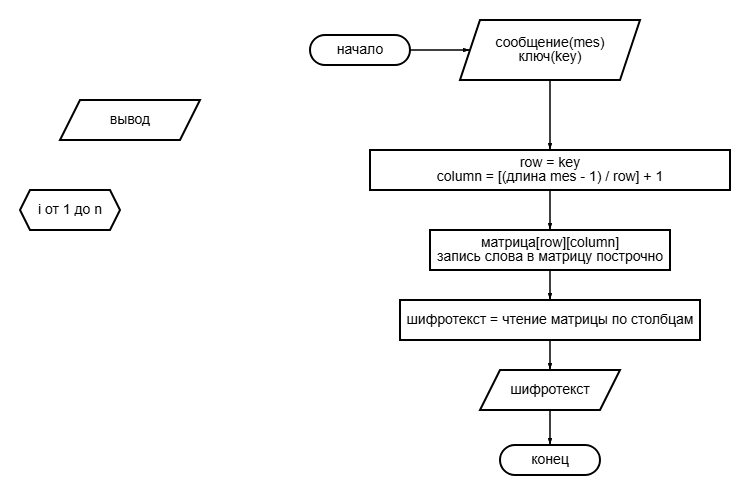 начало
сообщение(mes)
ключ(key)
вывод
row = key
column = [(длина mes - 1) / row] + 1
i от 1 до n
матрица[row][column]
запись слова в матрицу построчно
шифротекст = чтение матрицы по столбцам
шифротекст
конец